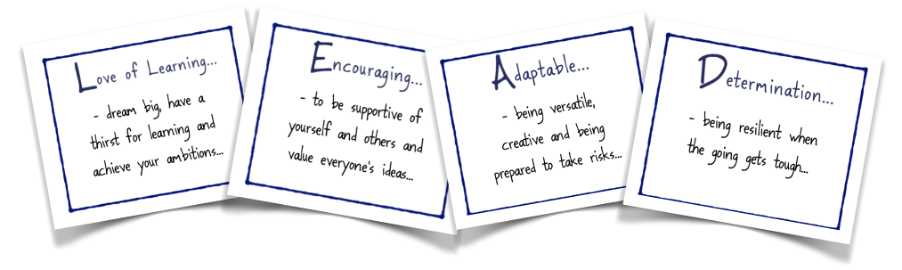 Love of Learning...
- dream big, have a
thirst for learning and
achieve your ambitions...
Encouraging...
- to be supportive of
yourself and others and
value everyone's ideas...
Adaptable...
- being versatile,
creative and being
prepared to take risks...
Determination...
- being resilient when
the going gets tough...